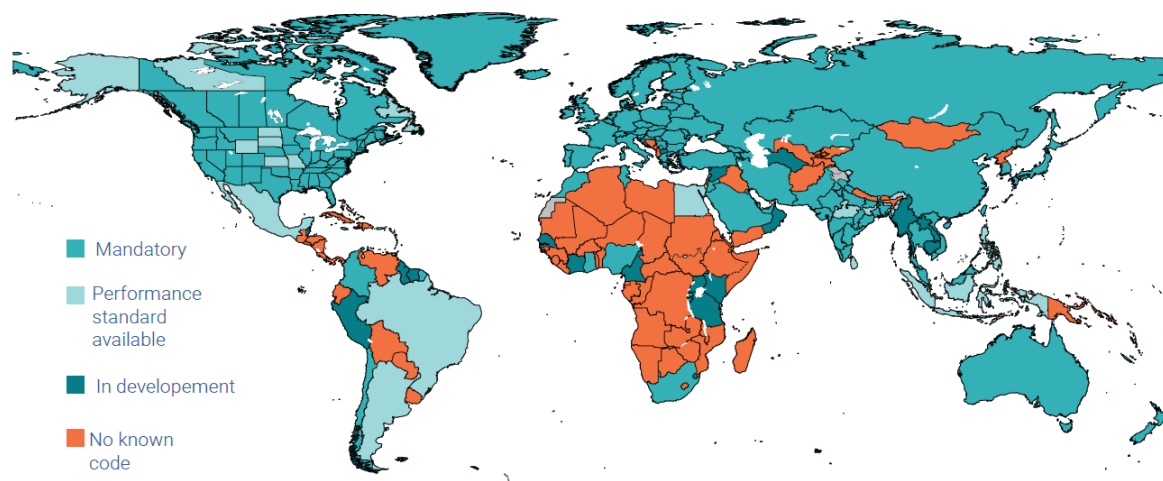 Mandatory
Performance
standard
available
In developement
No known
code